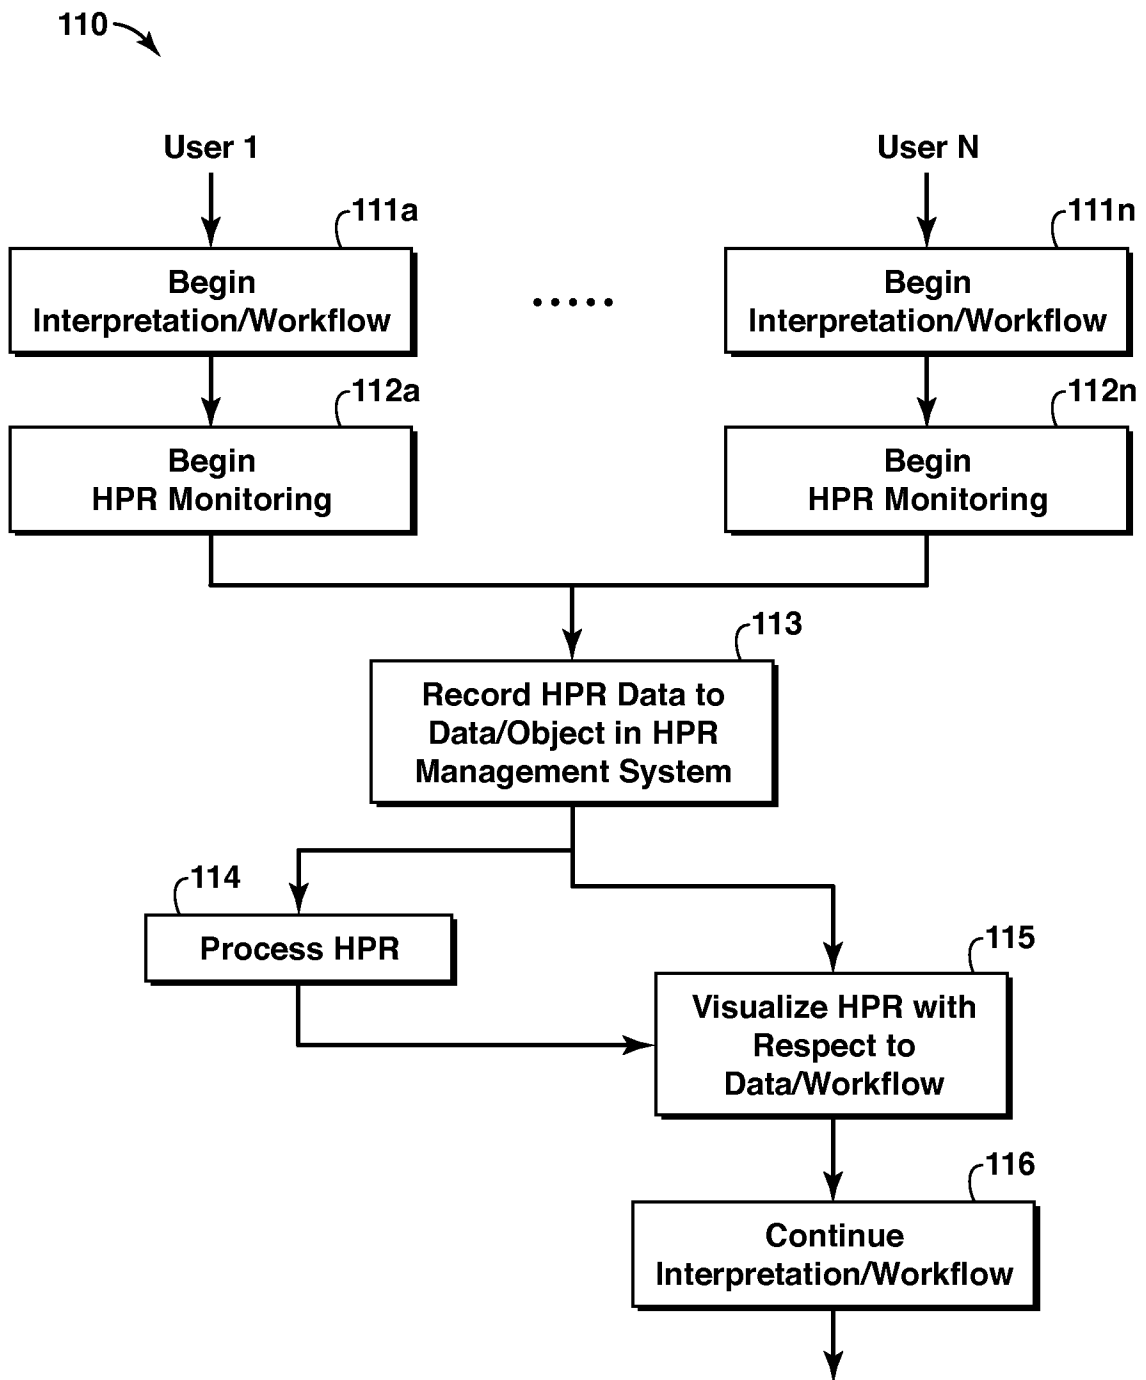 110
User 1
User N
111a
111n
Begin
Interpretation/Workflow
.....
Begin
Interpretation/Workflow
112a
112n
Begin
HPR Monitoring
Begin
HPR Monitoring
113
Record HPR Data to
Data/Object in HPR
Management System
114
Process HPR
115
Visualize HPR with
Respect to
Data/Workflow
116
Continue
Interpretation/Workflow